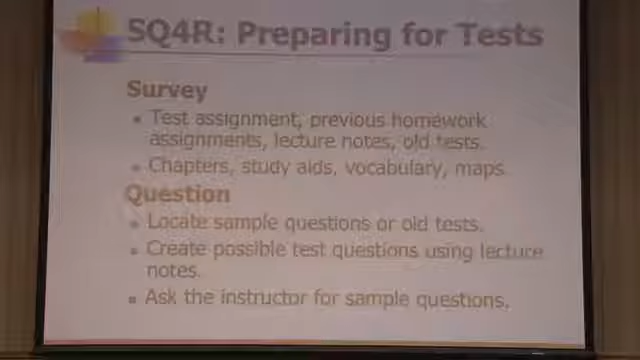 SQ4R: Preparing for Tests
Survey
Test assignment, previous homework
assignments, lecture notes, old tests.
Chapters, study aids, vocabulary, maps.
Question
Locate sample questions or old tests.
Create possible test questions using lecture
notes.
Ask the instructor for sample questions.